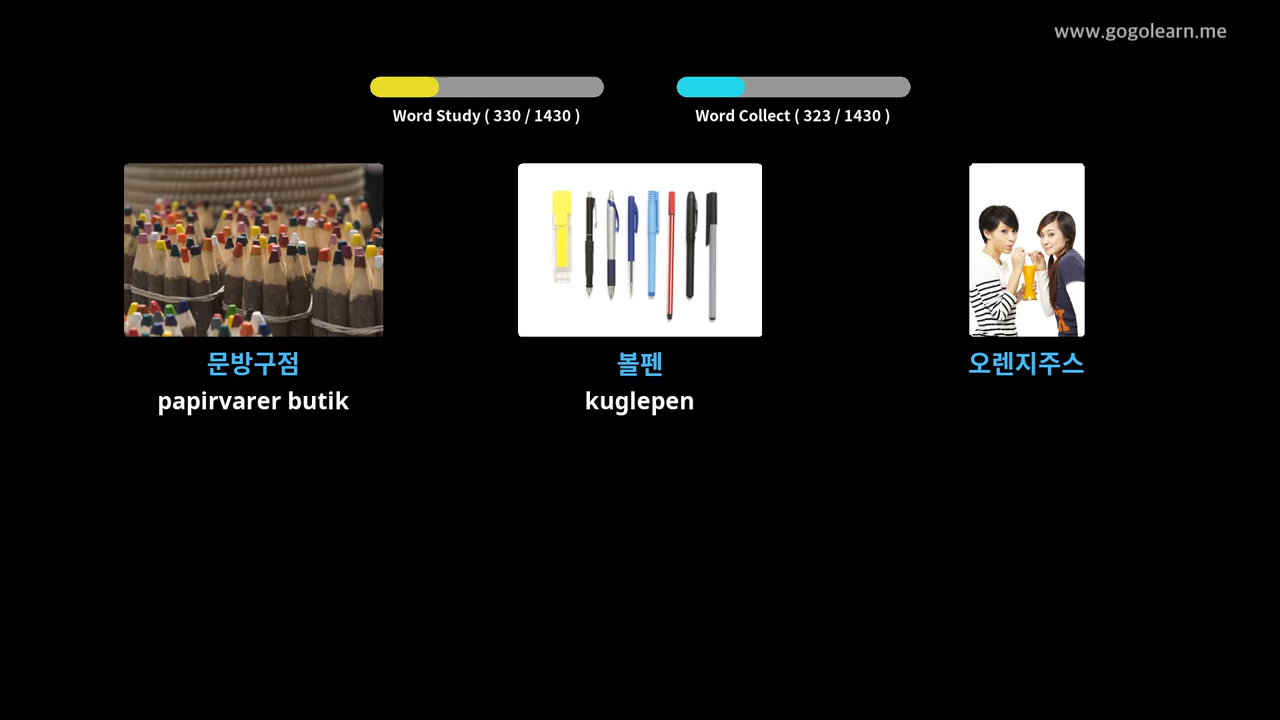 www.gogolearn.me
Word Study ( 330 / 1430 )
Word Collect ( 323 / 1430 )
문방구점
papirvarer butik
볼펜
kuglepen
오렌지주스